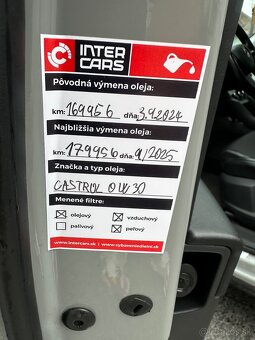 INTER
CARS
Pôvodná výmena oleja:
km: 169956 dňa: 3.9.2024
Najbližšia výmena oleja:
km: 179956 dňa: 9/2025
Značka a typ oleja:
CASTROL 0W30
Menené filtre:
olejový vzduchový
palivový peľový
www.intercars.sk | www.vybaveniedielni.sk